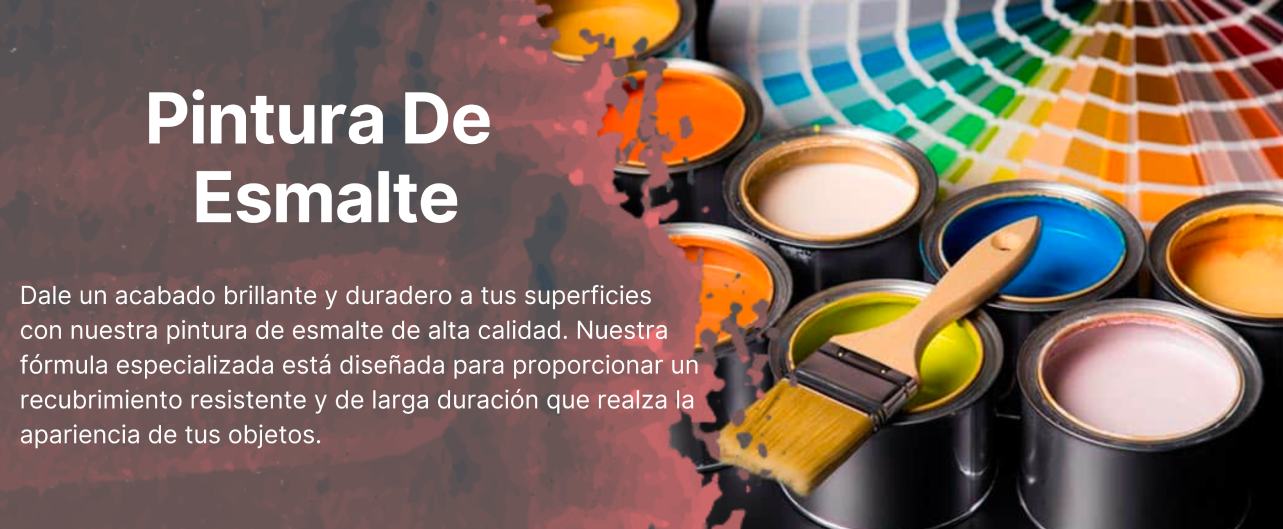 Pintura De
Esmalte
Dale un acabado brillante y duradero a tus superficies
con nuestra pintura de esmalte de alta calidad. Nuestra
fórmula especializada está diseñada para proporcionar un
recubrimiento resistente y de larga duración que realza la
apariencia de tus objetos.